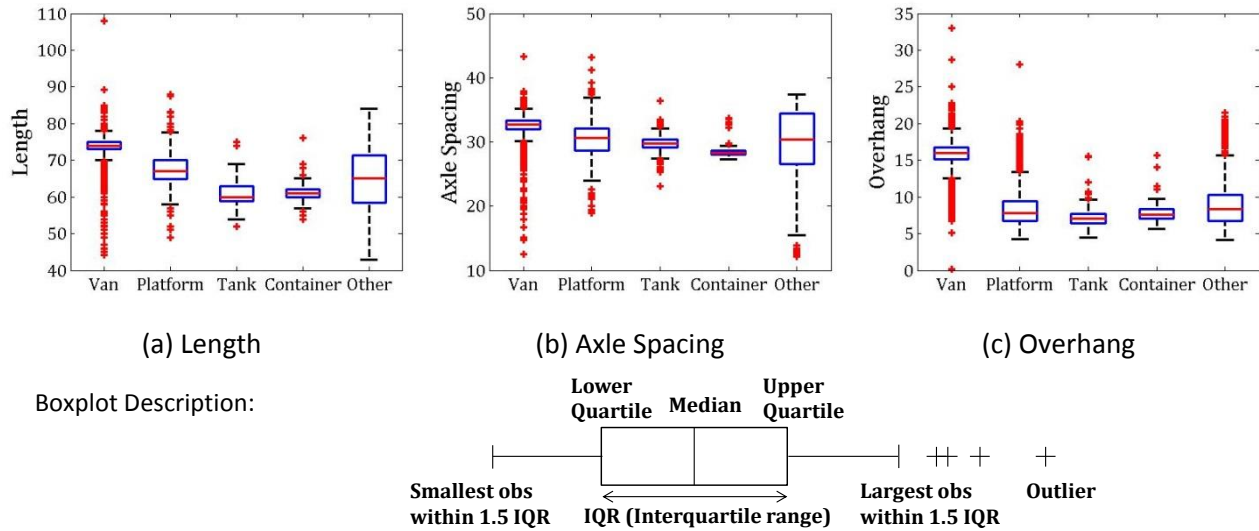 110
100
90
80
70
60
50
40
Length
Van Platform Tank Container Other
(a) Length
50
40
30
20
10
Axle Spacing
Van Platform Tank Container Other
(b) Axle Spacing
35
30
25
20
15
10
5
0
Overhang
Van Platform Tank Container Other
(c) Overhang
Boxplot Description:
Lower
Quartile
Median
Upper
Quartile
Smallest obs
within 1.5 IQR
IQR (Interquartile range)
Largest obs
within 1.5 IQR
Outlier